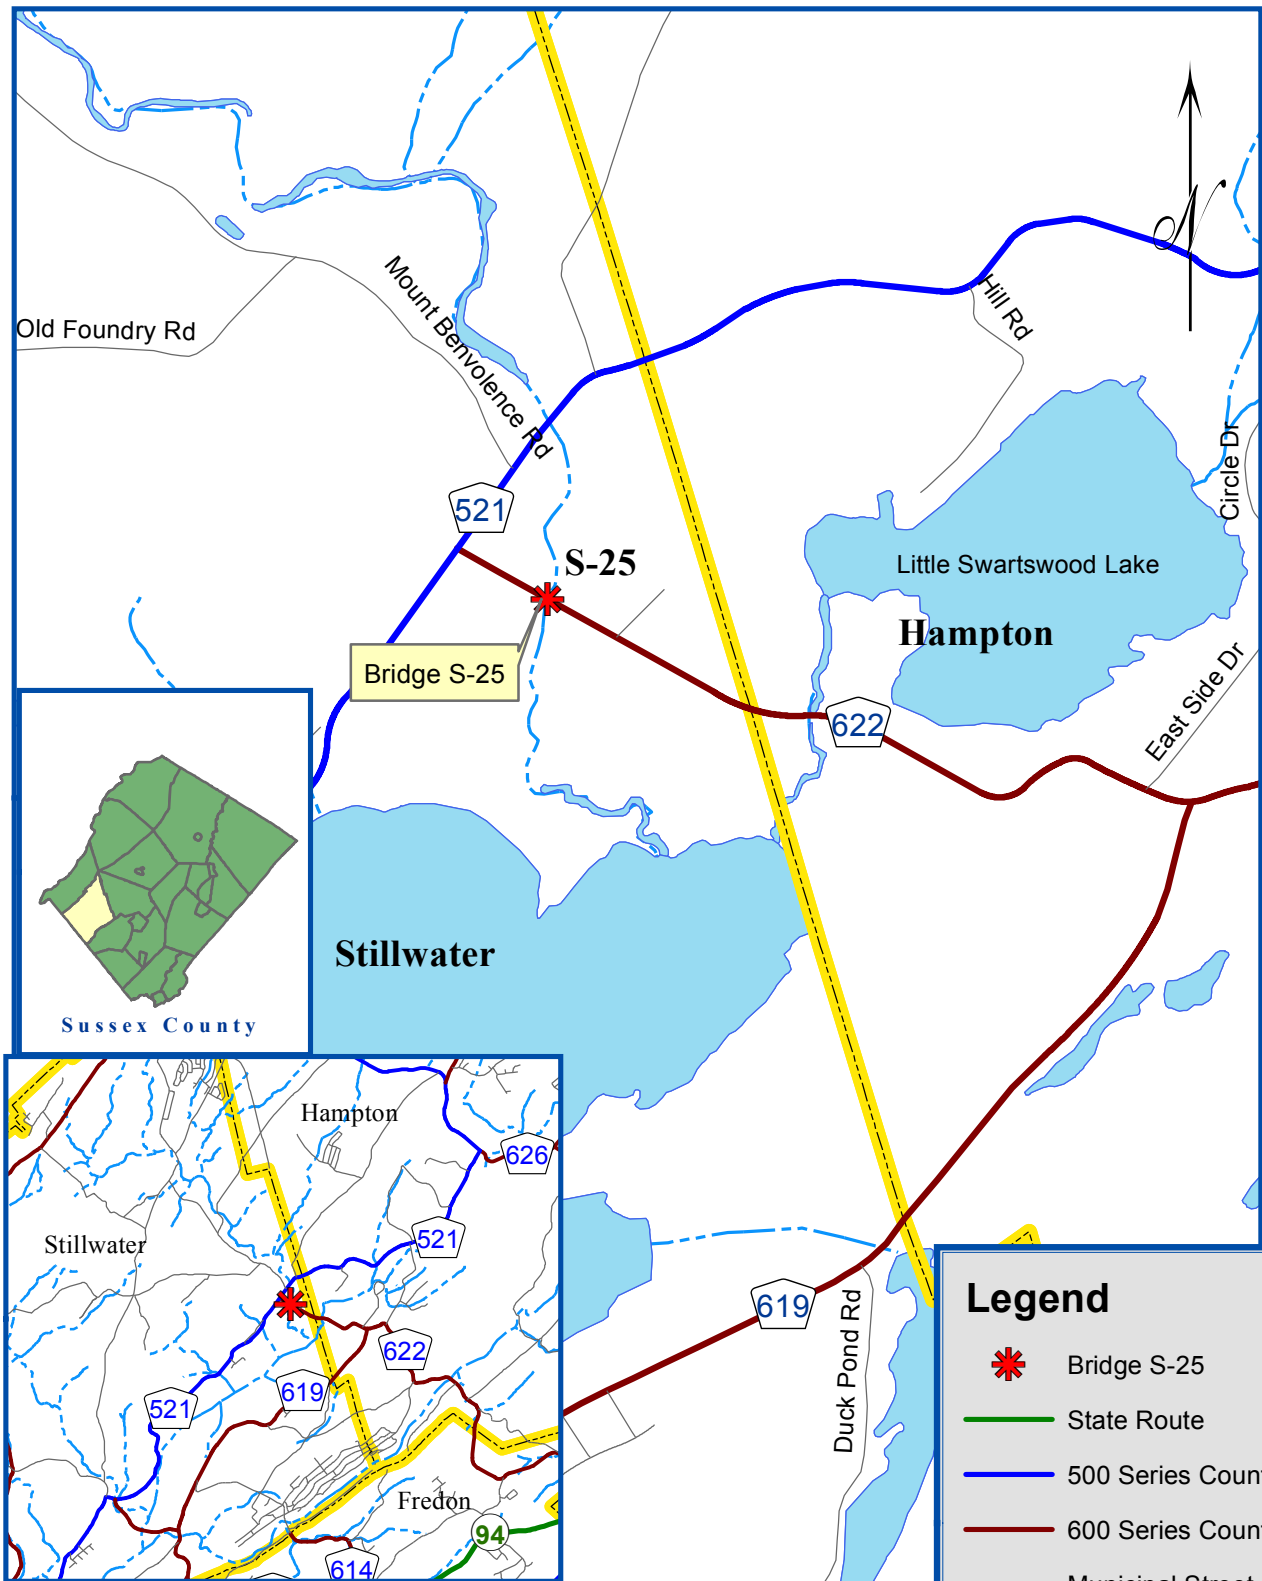 Old Foundry Rd
Mount Benvolence Rd
Hill Rd
N
Circle Dr
521
S-25
Little Swartswood Lake
Hampton
Bridge S-25
622
East Side Dr
Stillwater
Sussex County
619
Duck Pond Rd
Hampton
626
Stillwater
521
622
619
521
Fredon
94
614
Legend
Bridge S-25
State Route
500 Series Coun
600 Series Coun
Municipal Street